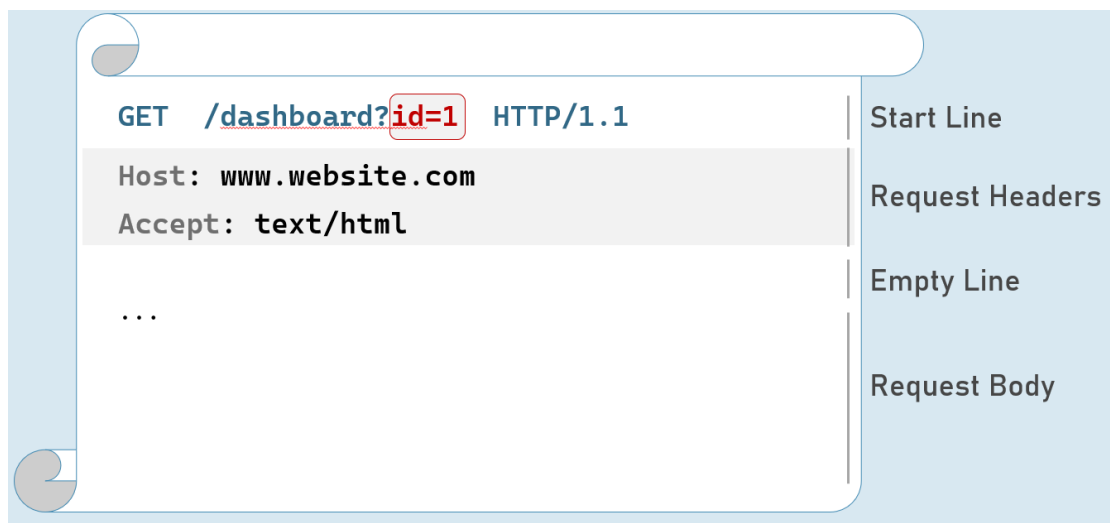 GET /dashboard?id=1 HTTP/1.1
Start Line
Host: www.website.com
Accept: text/html
Request Headers
Empty Line
...
Request Body